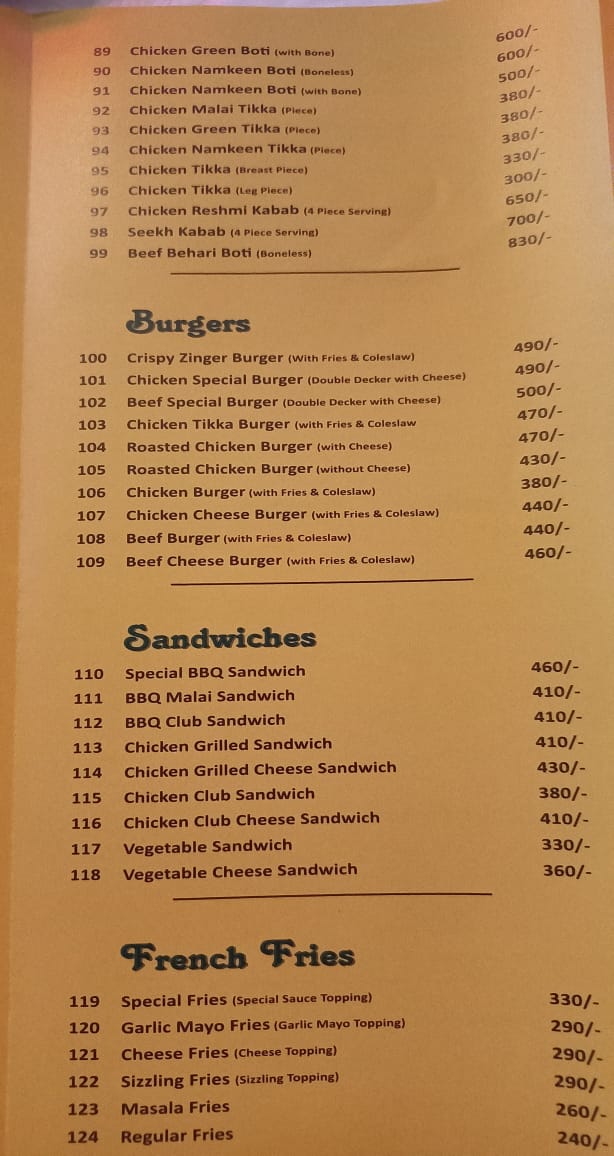 89 Chicken Green Boti (with Bone) 600/-
90 Chicken Namkeen Boti (Boneless) 600/-
91 Chicken Namkeen Boti (with Bone) 500/-
92 Chicken Malai Tikka (Piece) 380/-
93 Chicken Green Tikka (Piece) 380/-
94 Chicken Namkeen Tikka (Piece) 380/-
95 Chicken Tikka (Breast Piece) 330/-
96 Chicken Tikka (Leg Piece) 300/-
97 Chicken Reshmi Kabab (4 Piece Serving) 650/-
98 Seekh Kabab (4 Piece Serving) 700/-
99 Beef Behari Boti (Boneless) 830/-
Burgers
100 Crispy Zinger Burger (With Fries & Coleslaw) 490/-
101 Chicken Special Burger (Double Decker with Cheese) 490/-
102 Beef Special Burger (Double Decker with Cheese) 500/-
103 Chicken Tikka Burger (with Fries & Coleslaw 470/-
104 Roasted Chicken Burger (with Cheese) 470/-
105 Roasted Chicken Burger (without Cheese) 430/-
106 Chicken Burger (with Fries & Coleslaw) 380/-
107 Chicken Cheese Burger (with Fries & Coleslaw) 440/-
108 Beef Burger (with Fries & Coleslaw) 440/-
109 Beef Cheese Burger (with Fries & Coleslaw) 460/-
Sandwiches
110 Special BBQ Sandwich 460/-
111 BBQ Malai Sandwich 410/-
112 BBQ Club Sandwich 410/-
113 Chicken Grilled Sandwich 410/-
114 Chicken Grilled Cheese Sandwich 430/-
115 Chicken Club Sandwich 380/-
116 Chicken Club Cheese Sandwich 410/-
117 Vegetable Sandwich 330/-
118 Vegetable Cheese Sandwich 360/-
French Fries
119 Special Fries (Special Sauce Topping) 330/-
120 Garlic Mayo Fries (Garlic Mayo Topping) 290/-
121 Cheese Fries (Cheese Topping) 290/-
122 Sizzling Fries (Sizzling Topping) 290/-
123 Masala Fries 260/-
124 Regular Fries 240/-